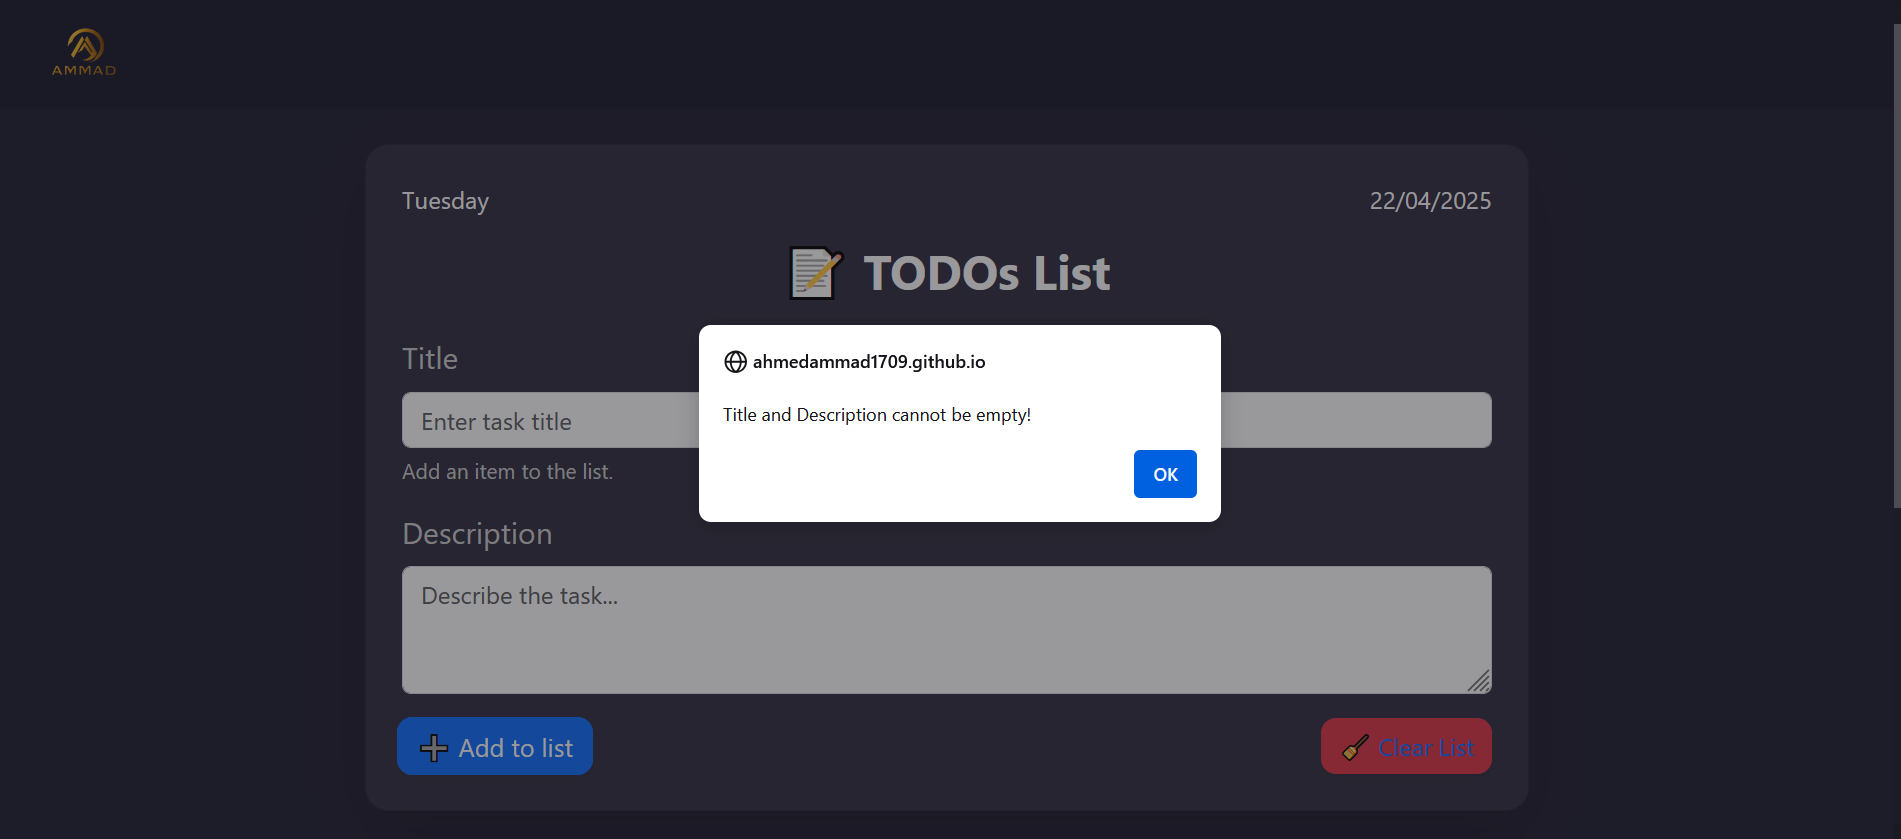 AMMAD
Tuesday
22/04/2025
TODOs List
ahmedammad1709.github.io
Title and Description cannot be empty!
OK
Title
Enter task title
Add an item to the list.
Description
Describe the task...
Add to list
Clear List